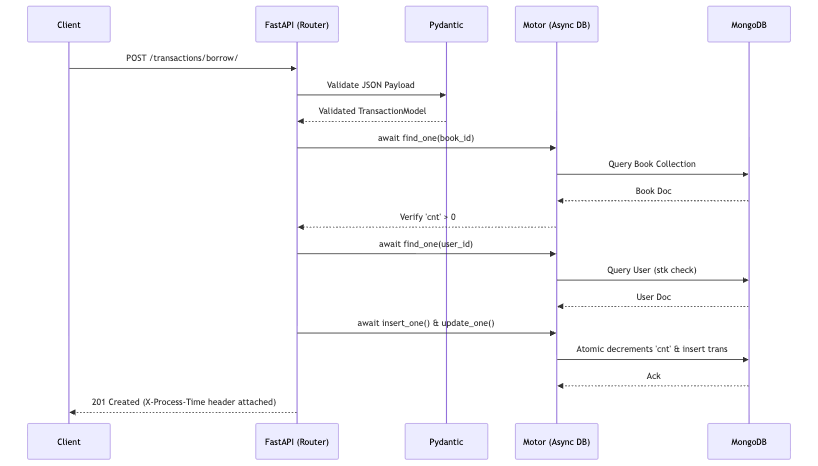 Client
FastAPI (Router)
Pydantic
Motor (Async DB)
MongoDB
POST /transactions/borrow/
Validate JSON Payload
Validated TransactionModel
await find_one(book_id)
Query Book Collection
Book Doc
Verify 'cnt' > 0
await find_one(user_id)
Query User (stk check)
User Doc
await insert_one() & update_one()
Atomic decrements 'cnt' & insert trans
Ack
201 Created (X-Process-Time header attached)
Client
FastAPI (Router)
Pydantic
Motor (Async DB)
MongoDB